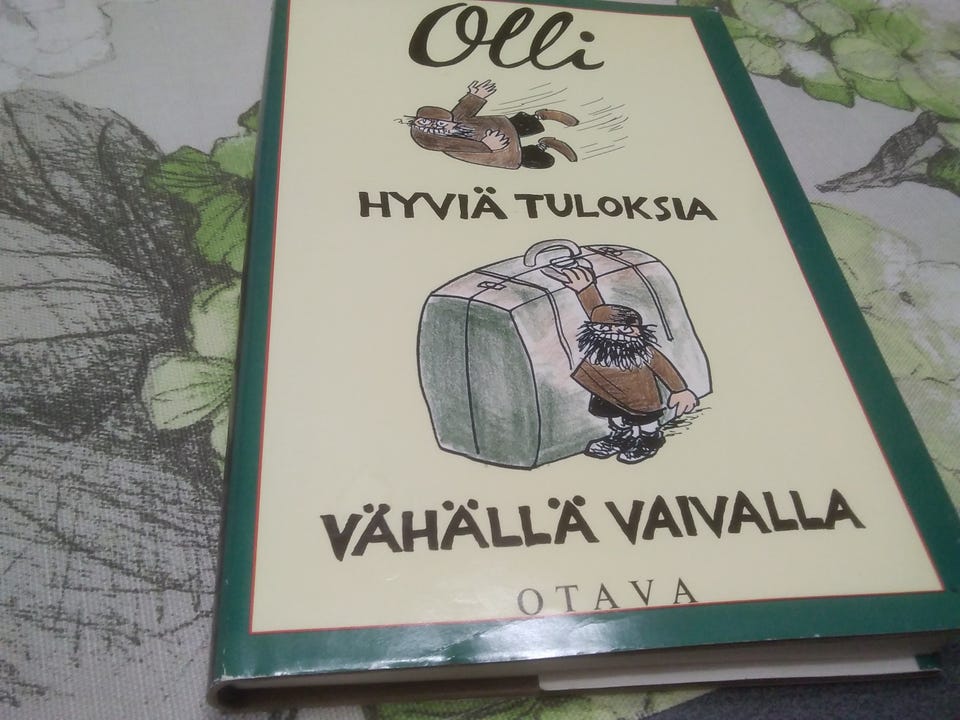 Olli
HYVIÄ TULOKSIA
VÄHÄLLÄ VAIVALLA
OTAVA